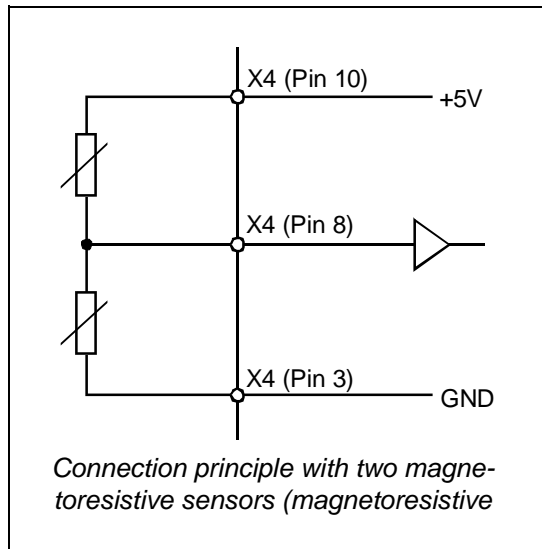 X4 (Pin 10)
+5V
X4 (Pin 8)
X4 (Pin 3)
GND
Connection principle with two magne-
toresistive sensors (magnetoresistive